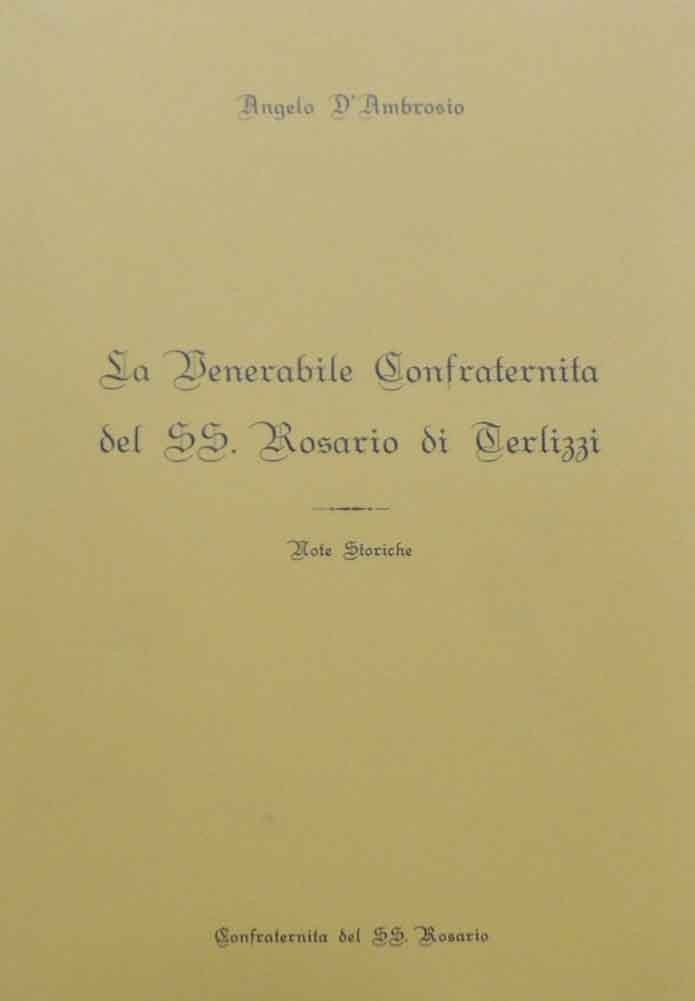 Angelo D'Ambrosio
La Venerabile Confraternita
del SS. Rosario di Terlizzi
Note Storiche
Confraternita del SS. Rosario